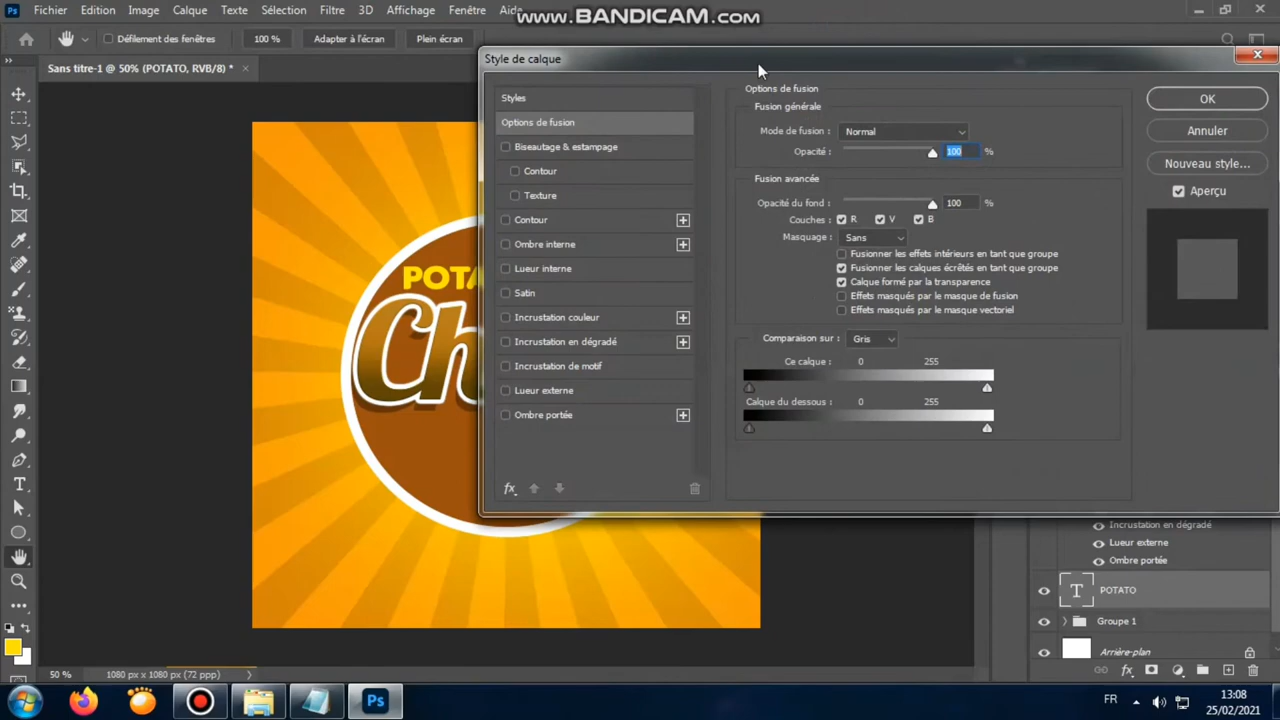 Ps Fichier Edition Image Calque Texte Sélection Filtre 3D Affichage Fenêtre Aide
www.BANDICAM.com
Défilement des fenêtres 100 % Adapter à l'écran Plein écran
Sans titre-1 @ 50% (POTATO, RVB/8) *
Style de calque
Styles
Options de fusion
Biseautage & estampage
Contour
Texture
Contour
Ombre interne
Lueur interne
Satin
Incrustation couleur
Incrustation en dégradé
Incrustation de motif
Lueur externe
Ombre portée
fx
Options de fusion
Fusion générale
Mode de fusion : Normal
Opacité : 100 %
Fusion avancée
Opacité du fond : 100 %
Couches : R V B
Masquage : Sans
Fusionner les effets intérieurs en tant que groupe
Fusionner les calques écrêtés en tant que groupe
Calque formé par la transparence
Effets masqués par le masque de fusion
Effets masqués par le masque vectoriel
Comparaison sur : Gris
Ce calque : 0 255
Calque du dessous : 0 255
OK
Annuler
Nouveau style...
Aperçu
POTA
Ch
Incrustation en dégradé
Lueur externe
Ombre portée
T POTATO
Groupe 1
Arrière-plan
fx
50 % 1080 px x 1080 px (72 ppp)
Ps
FR
13:08
25/02/2021